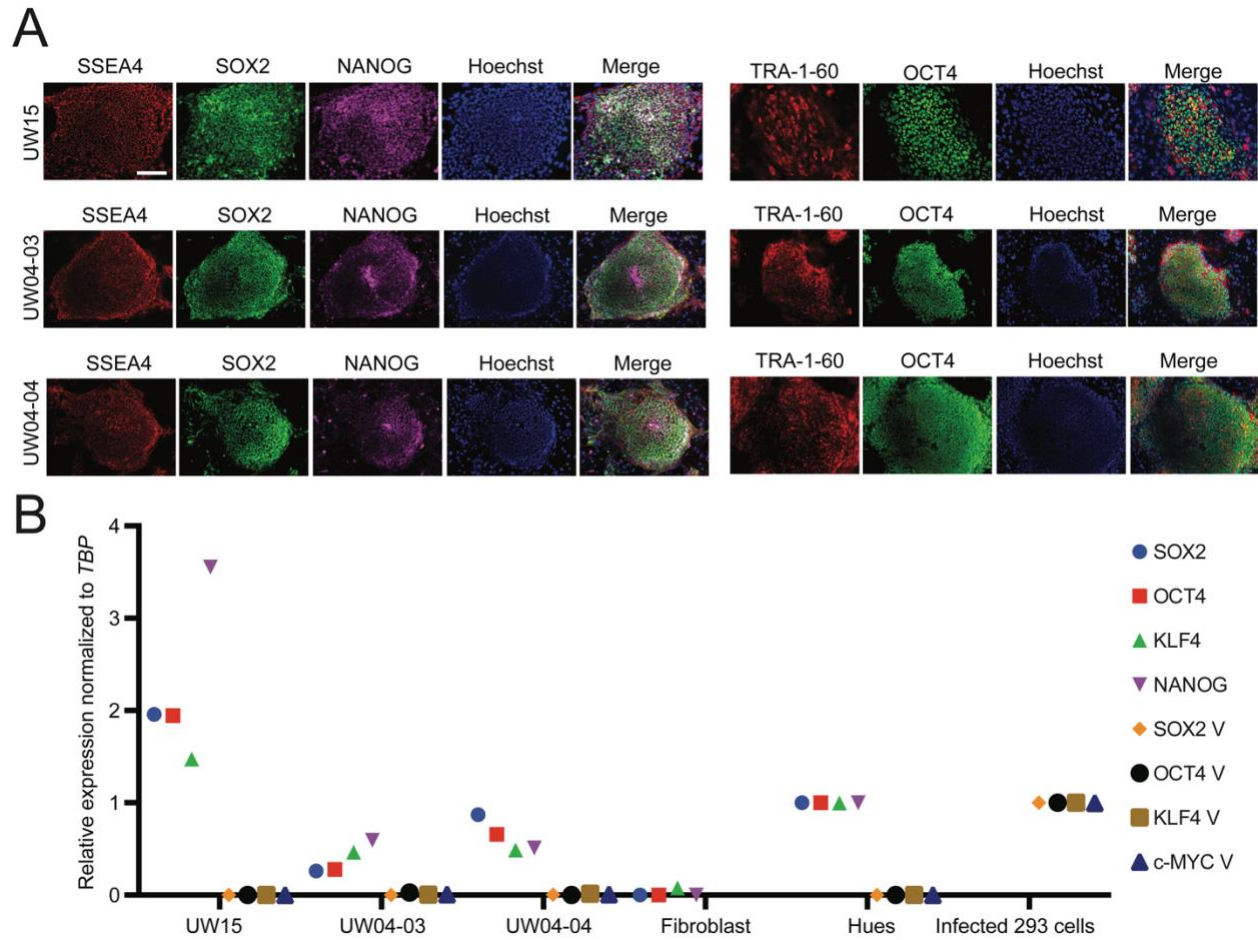 A
SSEA4 SOX2 NANOG Hoechst Merge TRA-1-60 OCT4 Hoechst Merge
UW15
SSEA4 SOX2 NANOG Hoechst Merge TRA-1-60 OCT4 Hoechst Merge
UW04-03
SSEA4 SOX2 NANOG Hoechst Merge TRA-1-60 OCT4 Hoechst Merge
UW04-04
B
Relative expression normalized to TBP
4
3
2
1
0
UW15 UW04-03 UW04-04 Fibroblast Hues Infected 293 cells
SOX2
OCT4
KLF4
NANOG
SOX2 V
OCT4 V
KLF4 V
c-MYC V